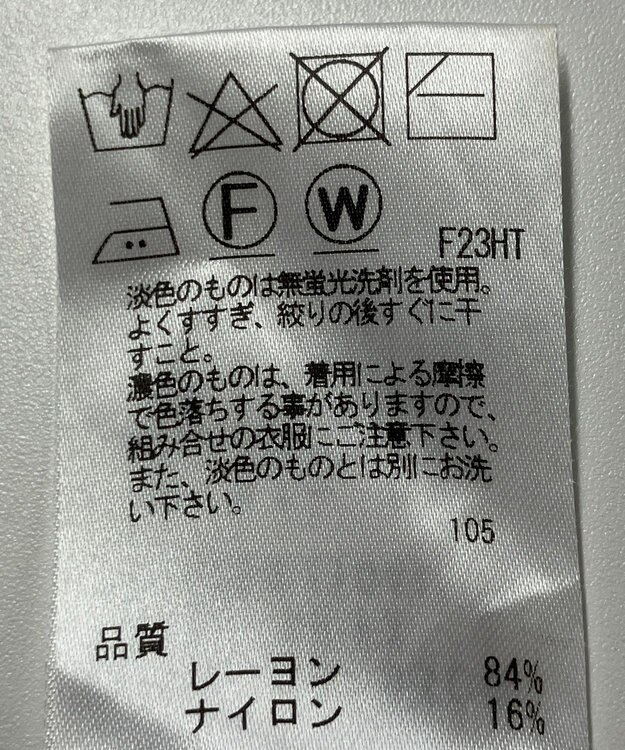 F W F23HT
淡色のものは無蛍光洗剤を使用。
よくすすぎ、絞りの後すぐに干
すこと。
濃色のものは、着用による摩擦
で色落ちする事がありますので、
組み合せの衣服にご注意下さい。
また、淡色のものとは別にお洗
い下さい。
105
品質
レーヨン 84%
ナイロン 16%